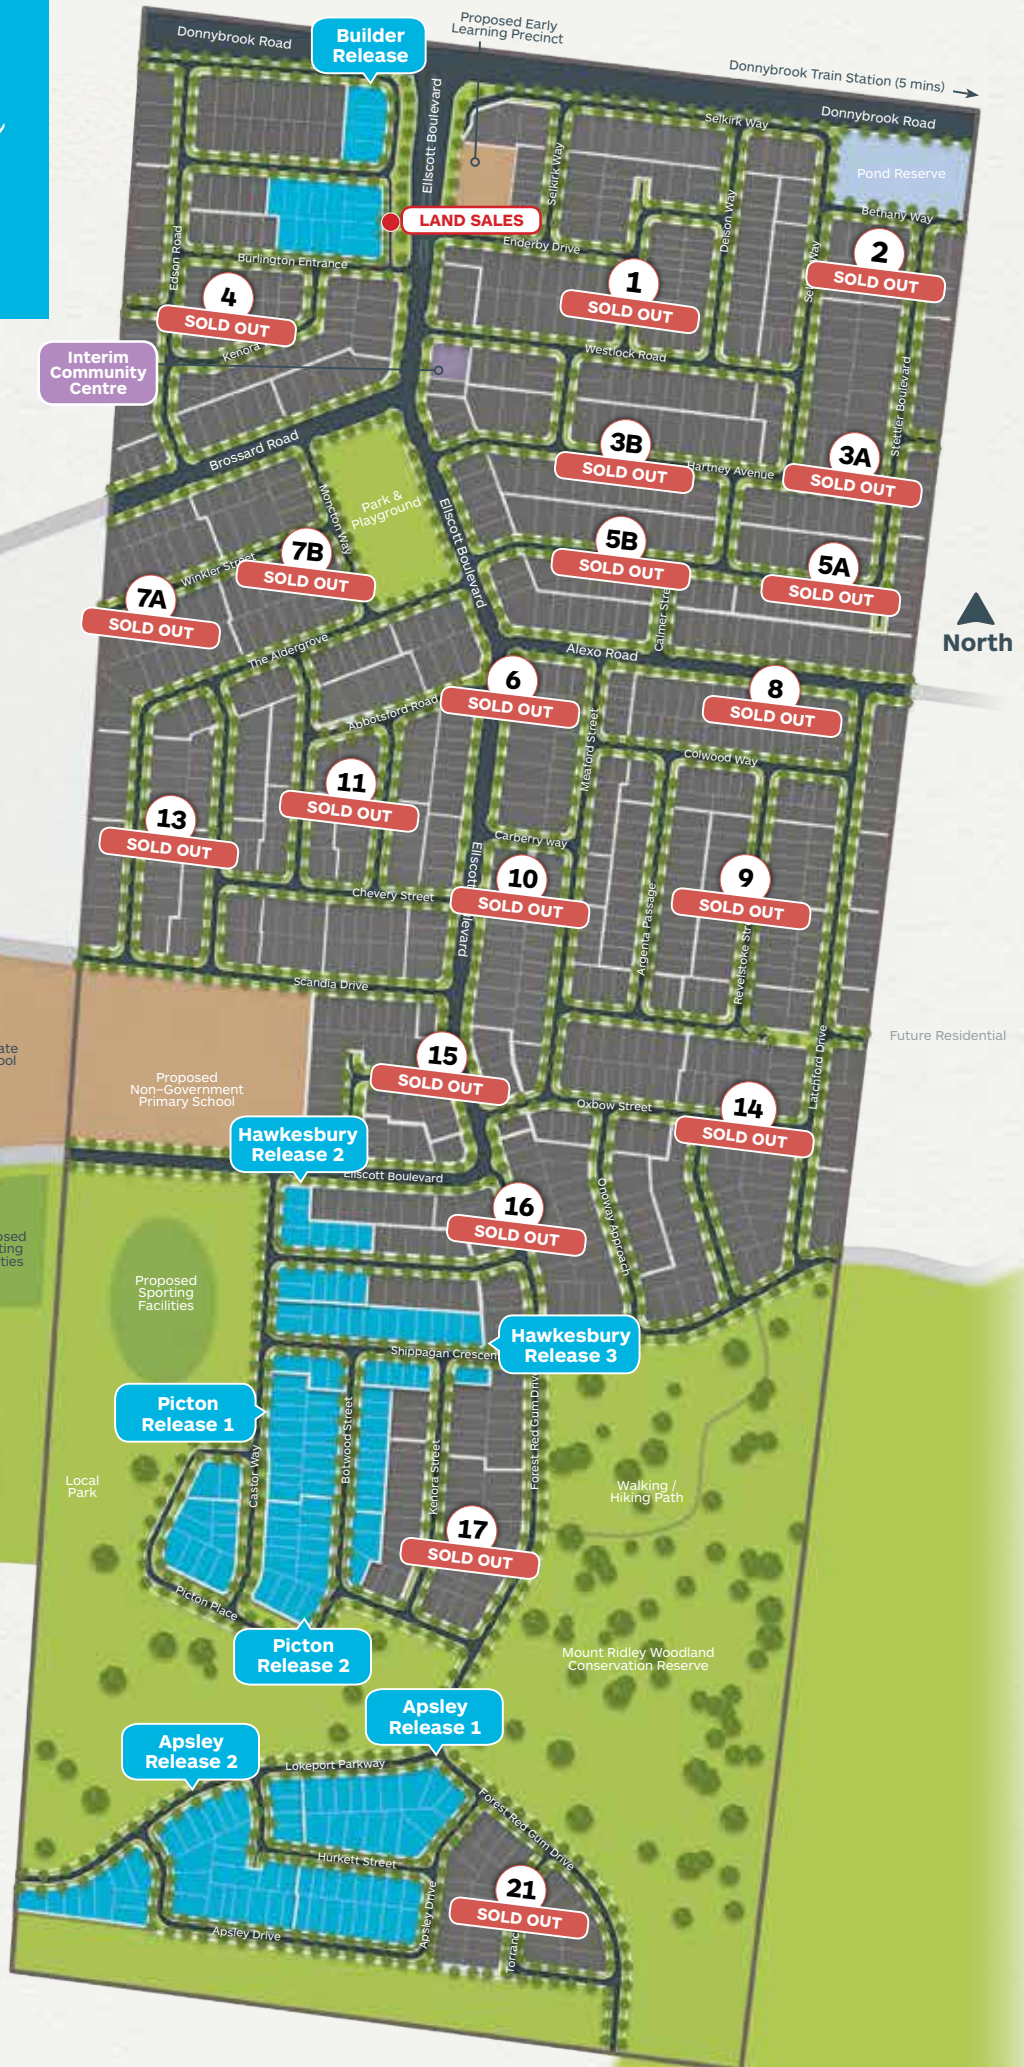 Donnybrook Road
Builder
Release
Proposed Early
Learning Precinct
Ellscott Boulevard
Donnybrook Train Station (5 mins)
Donnybrook Road
Selkirk Way
Selkirk Way
Pond Reserve
Delson Way
Bethany Way
LAND SALES
Enderby Drive
Edson Road
Burlington Entrance
2
SOLD OUT
1
SOLD OUT
4
SOLD OUT
Way
Kenora
Westlock Road
Interim
Community
Centre
Stettler Boulevard
Brossard Road
3B
SOLD OUT
Hartney Avenue
3A
SOLD OUT
Park &
Playground
Moncton Way
Ellscott Boulevard
Winkler Street
7B
SOLD OUT
5B
SOLD OUT
5A
SOLD OUT
7A
SOLD OUT
Calmer
North
The Aldergrove
Alexo Road
6
SOLD OUT
8
SOLD OUT
Abbotsford Road
Meaford Street
Colwood Way
11
SOLD OUT
13
SOLD OUT
Carberry Way
10
SOLD OUT
9
SOLD OUT
Chevery Street
Argenta Passage
Revelstoke
Scandia Drive
Latchford Drive
Future Residential
15
SOLD OUT
Proposed
Non-Government
Primary School
Oxbow Street
14
SOLD OUT
Hawkesbury
Release 2
Ellscott Boulevard
16
SOLD OUT
Onoway Approach
Proposed
Sporting
Facilities
Hawkesbury
Release 3
Shippagan
Picton
Release 1
Castor Way
Botwood Street
Kenora Street
Forest Red Gum Drive
Local
Park
Walking /
Hiking Path
17
SOLD OUT
Picton Place
Picton
Release 2
Mount Ridley Woodland
Conservation Reserve
Apsley
Release 1
Apsley
Release 2
Lokeport Parkway
Forest Red Gum Drive
Hurkett Street
21
SOLD OUT
Apsley Drive
Apsley Drive